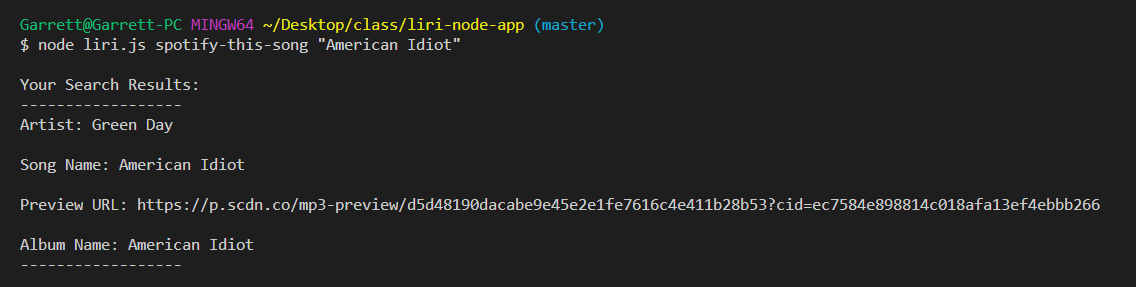 Garrett@Garrett-PC MINGW64 ~/Desktop/class/liri-node-app (master)
$ node liri.js spotify-this-song "American Idiot"
Your Search Results:
------------------
Artist: Green Day
Song Name: American Idiot
Preview URL: https://p.scdn.co/mp3-preview/d5d48190dacabe9e45e2e1fe7616c4e411b28b53?cid=ec7584e898814c018afa13ef4ebbb266
Album Name: American Idiot
------------------